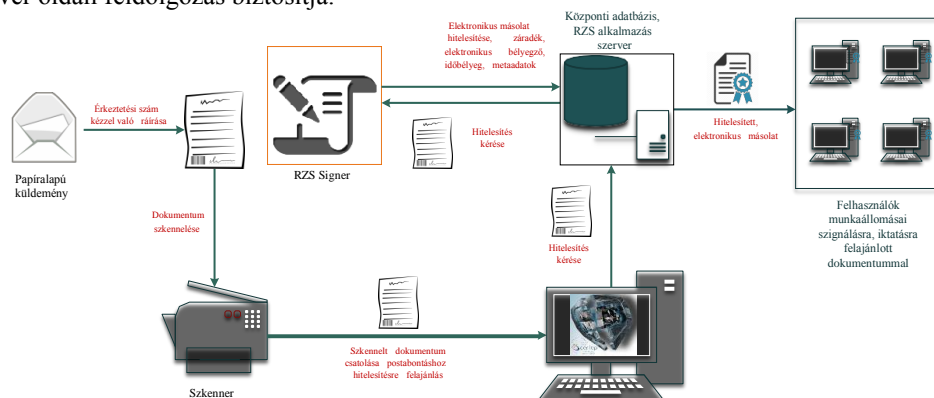 ver oldali feldolgozás biztosítja.
Központi adatbázis,
RZS alkalmazás
szerver
Elektronikus másolat
hitelesítése, záradék,
elektronikus bélyegző,
időbélyeg, metaadatok
Érkeztetési szám
kézzel való ráírása
Hitelesítés
kérése
Hitelesített,
elektronikus másolat
Papíralapú
küldemény
RZS Signer
Dokumentum
szkennelése
Hitelesítés
kérése
Felhasználók
munkaállomásai
szignálásra, iktatásra
felajánlott
dokumentummal
Szkennelt dokumentum
csatolása postabontáshoz
hitelesítésre felajánlás
Szkenner